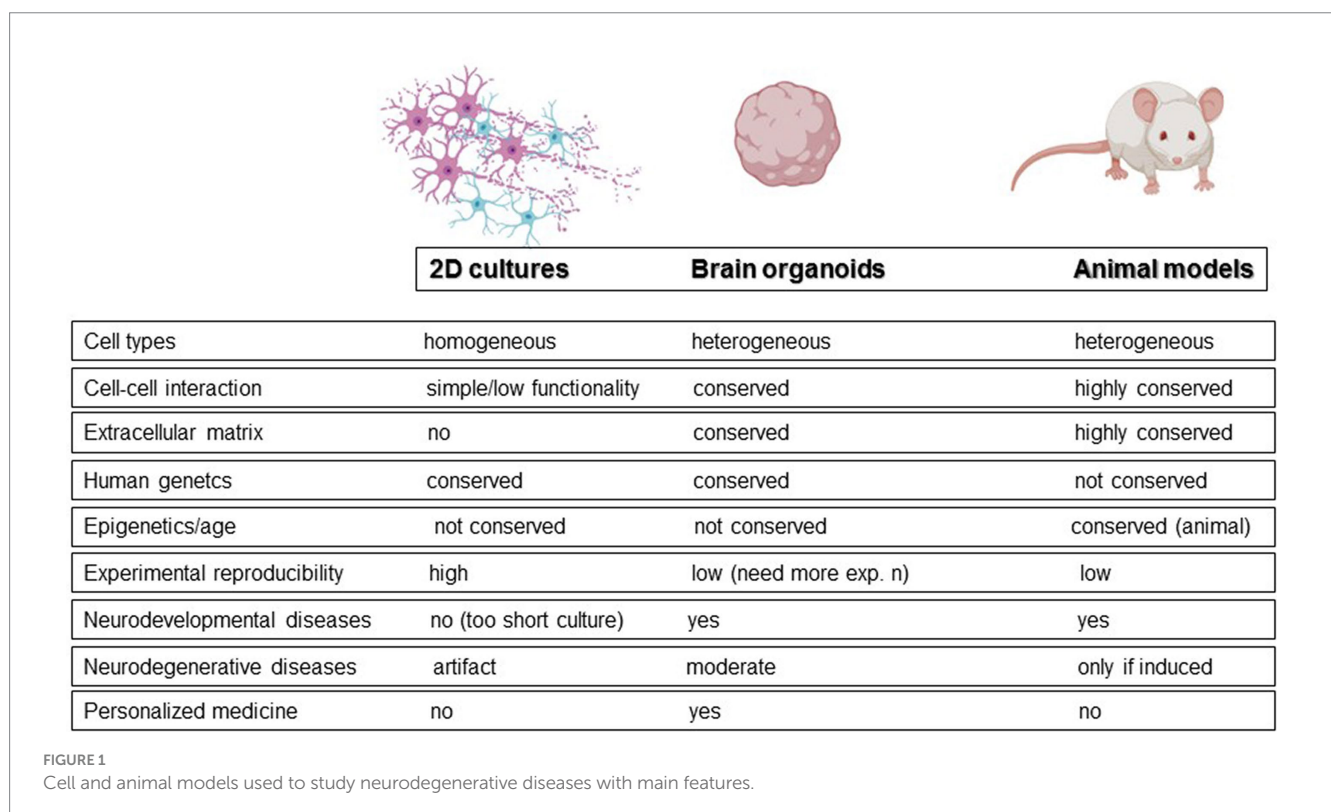 2D cultures Brain organoids Animal models
Cell types homogeneous heterogeneous heterogeneous
Cell-cell interaction simple/low functionality conserved highly conserved
Extracellular matrix no conserved highly conserved
Human genetcs conserved conserved not conserved
Epigenetics/age not conserved not conserved conserved (animal)
Experimental reproducibility high low (need more exp. n) low
Neurodevelopmental diseases no (too short culture) yes yes
Neurodegenerative diseases artifact moderate only if induced
Personalized medicine no yes no
FIGURE 1
Cell and animal models used to study neurodegenerative diseases with main features.